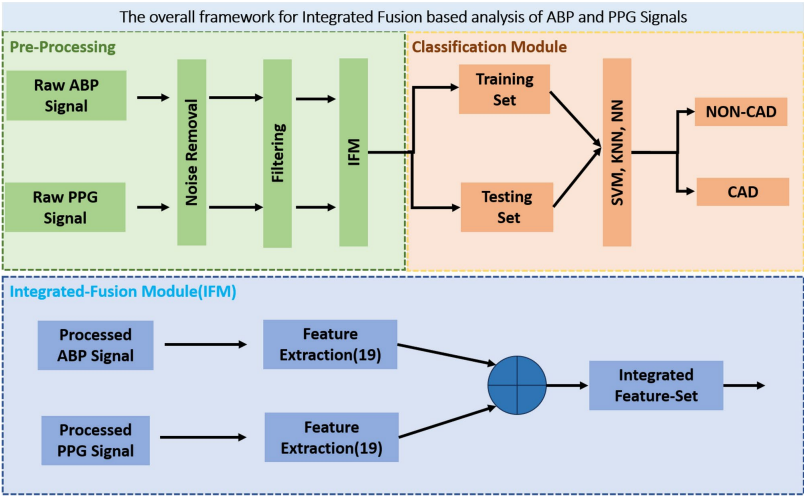 The overall framework for Integrated Fusion based analysis of ABP and PPG Signals
Pre-Processing
Raw ABP
Signal
Raw PPG
Signal
Noise Removal
Filtering
IFM
Classification Module
Training
Set
Testing
Set
SVM, KNN, NN
NON-CAD
CAD
Integrated-Fusion Module(IFM)
Processed
ABP Signal
Feature
Extraction(19)
Processed
PPG Signal
Feature
Extraction(19)
Integrated
Feature-Set